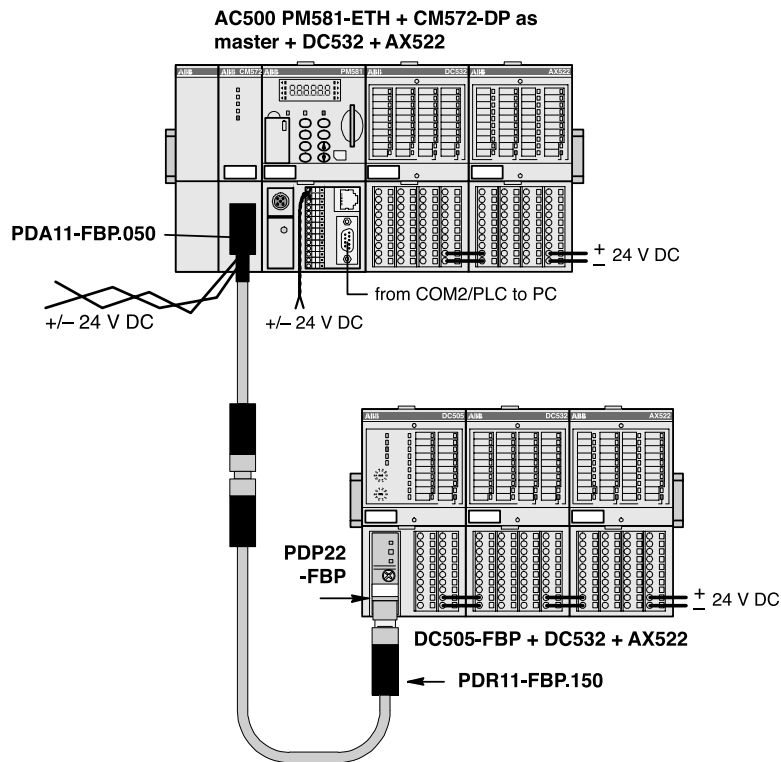 AC500 PM581-ETH + CM572-DP as
master + DC532 + AX522
ABB
ABB CM572
ABB PM581
ABB DC532
ABB AX522
PDA11-FBP.050
+ 24 V DC
–
from COM2/PLC to PC
+/– 24 V DC
+/– 24 V DC
ABB DC505
ABB DC532
ABB AX522
PDP22
-FBP
+ 24 V DC
–
DC505-FBP + DC532 + AX522
PDR11-FBP.150